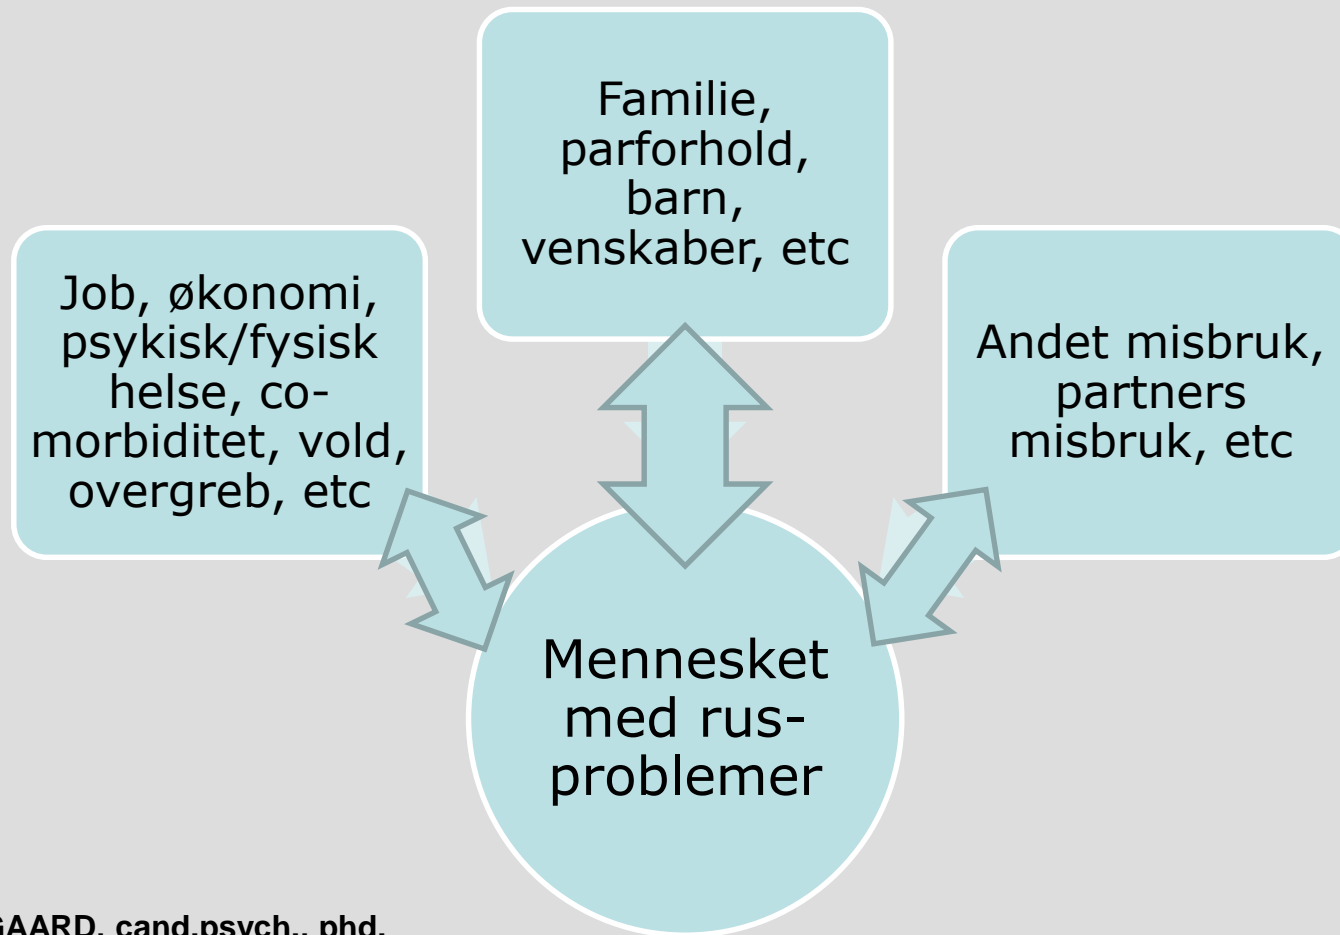 Familie,
parforhold,
barn,
venskaber, etc
Job, økonomi,
psykisk/fysisk
helse, co-
morbiditet, vold,
overgreb, etc
Andet misbruk,
partners
misbruk, etc
Mennesket
med rus-
problemer
GAARD, cand.psych., phd.